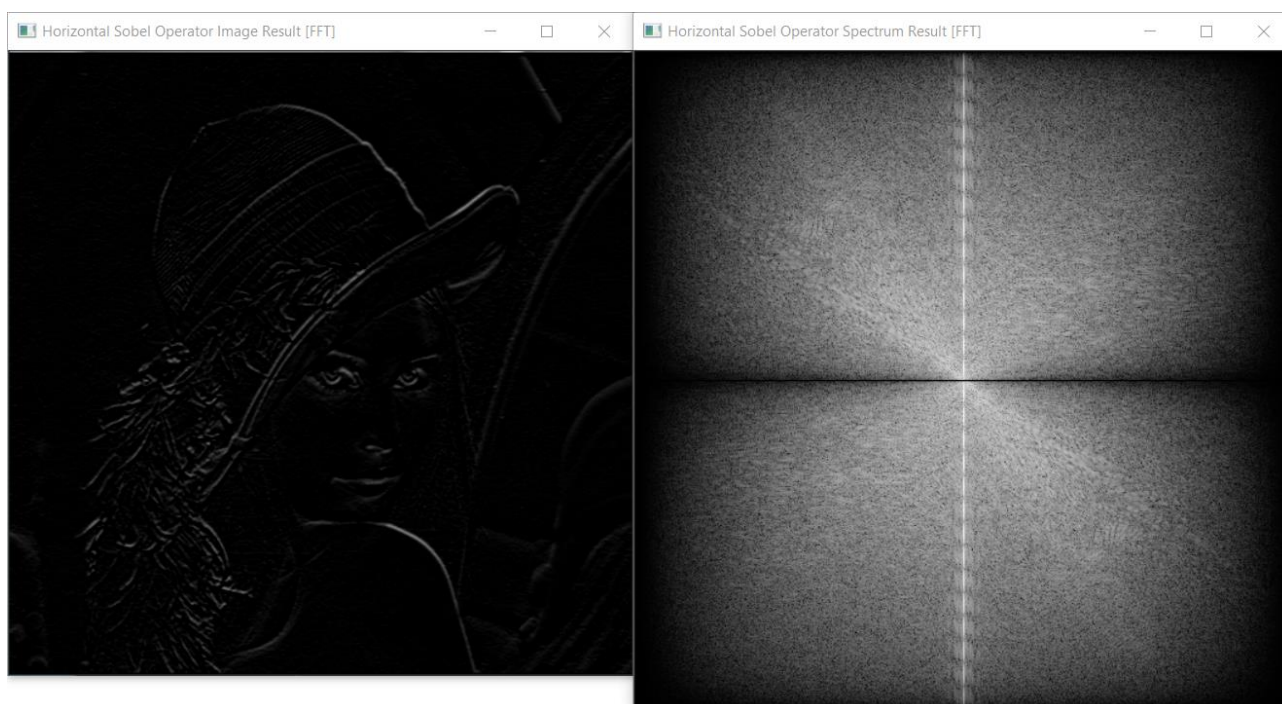 Horizontal Sobel Operator Image Result [FFT]
Horizontal Sobel Operator Spectrum Result [FFT]